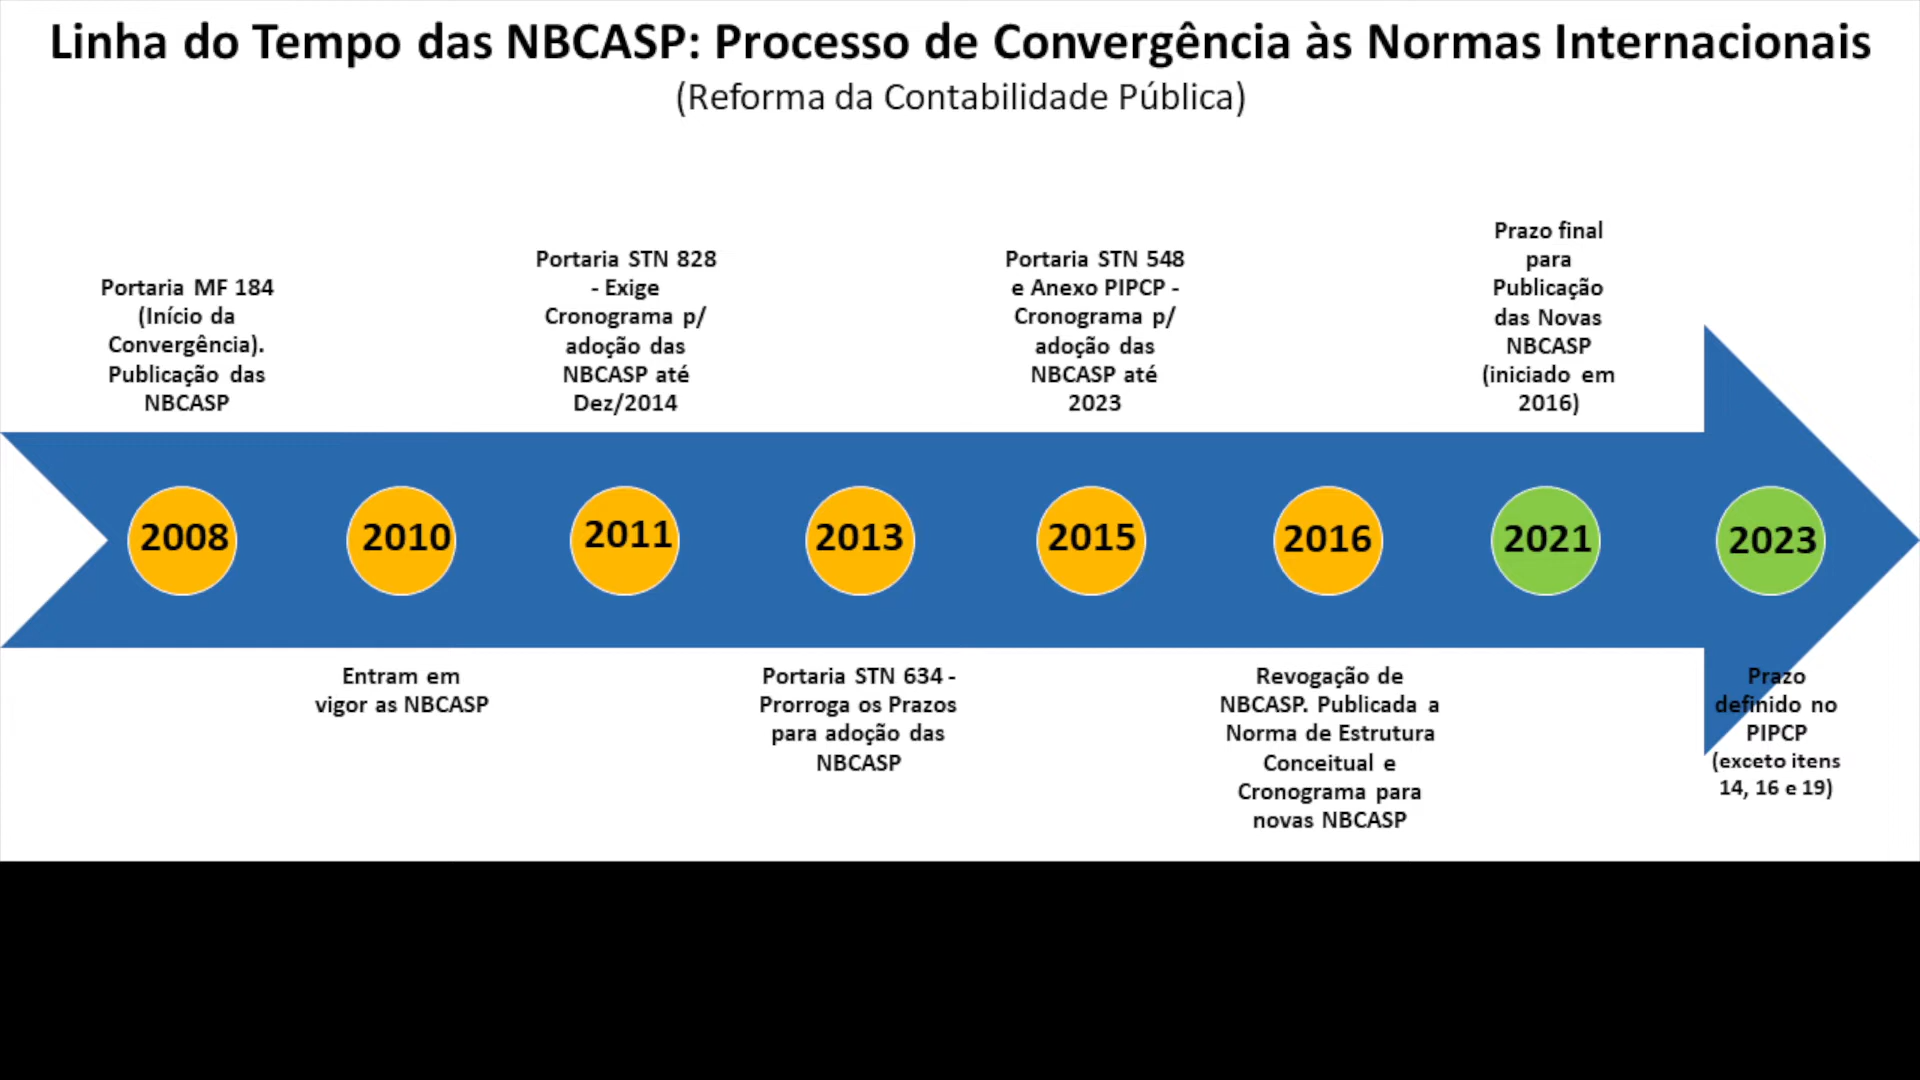 Linha do Tempo das NBCASP: Processo de Convergência às Normas Internacionais
(Reforma da Contabilidade Pública)
Portaria MF 184
(Início da
Convergência).
Publicação das
NBCASP
Portaria STN 828
- Exige
Cronograma p/
adoção das
NBCASP até
Dez/2014
Portaria STN 548
e Anexo PIPCP -
Cronograma p/
adoção das
NBCASP até
2023
Prazo final
para
Publicação
das Novas
NBCASP
(iniciado em
2016)
2008
2010
2011
2013
2015
2016
2021
2023
Entram em
vigor as NBCASP
Portaria STN 634 -
Prorroga os Prazos
para adoção das
NBCASP
Revogação de
NBCASP. Publicada a
Norma de Estrutura
Conceitual e
Cronograma para
novas NBCASP
Prazo
definido no
PIPCP
(exceto itens
14, 16 e 19)